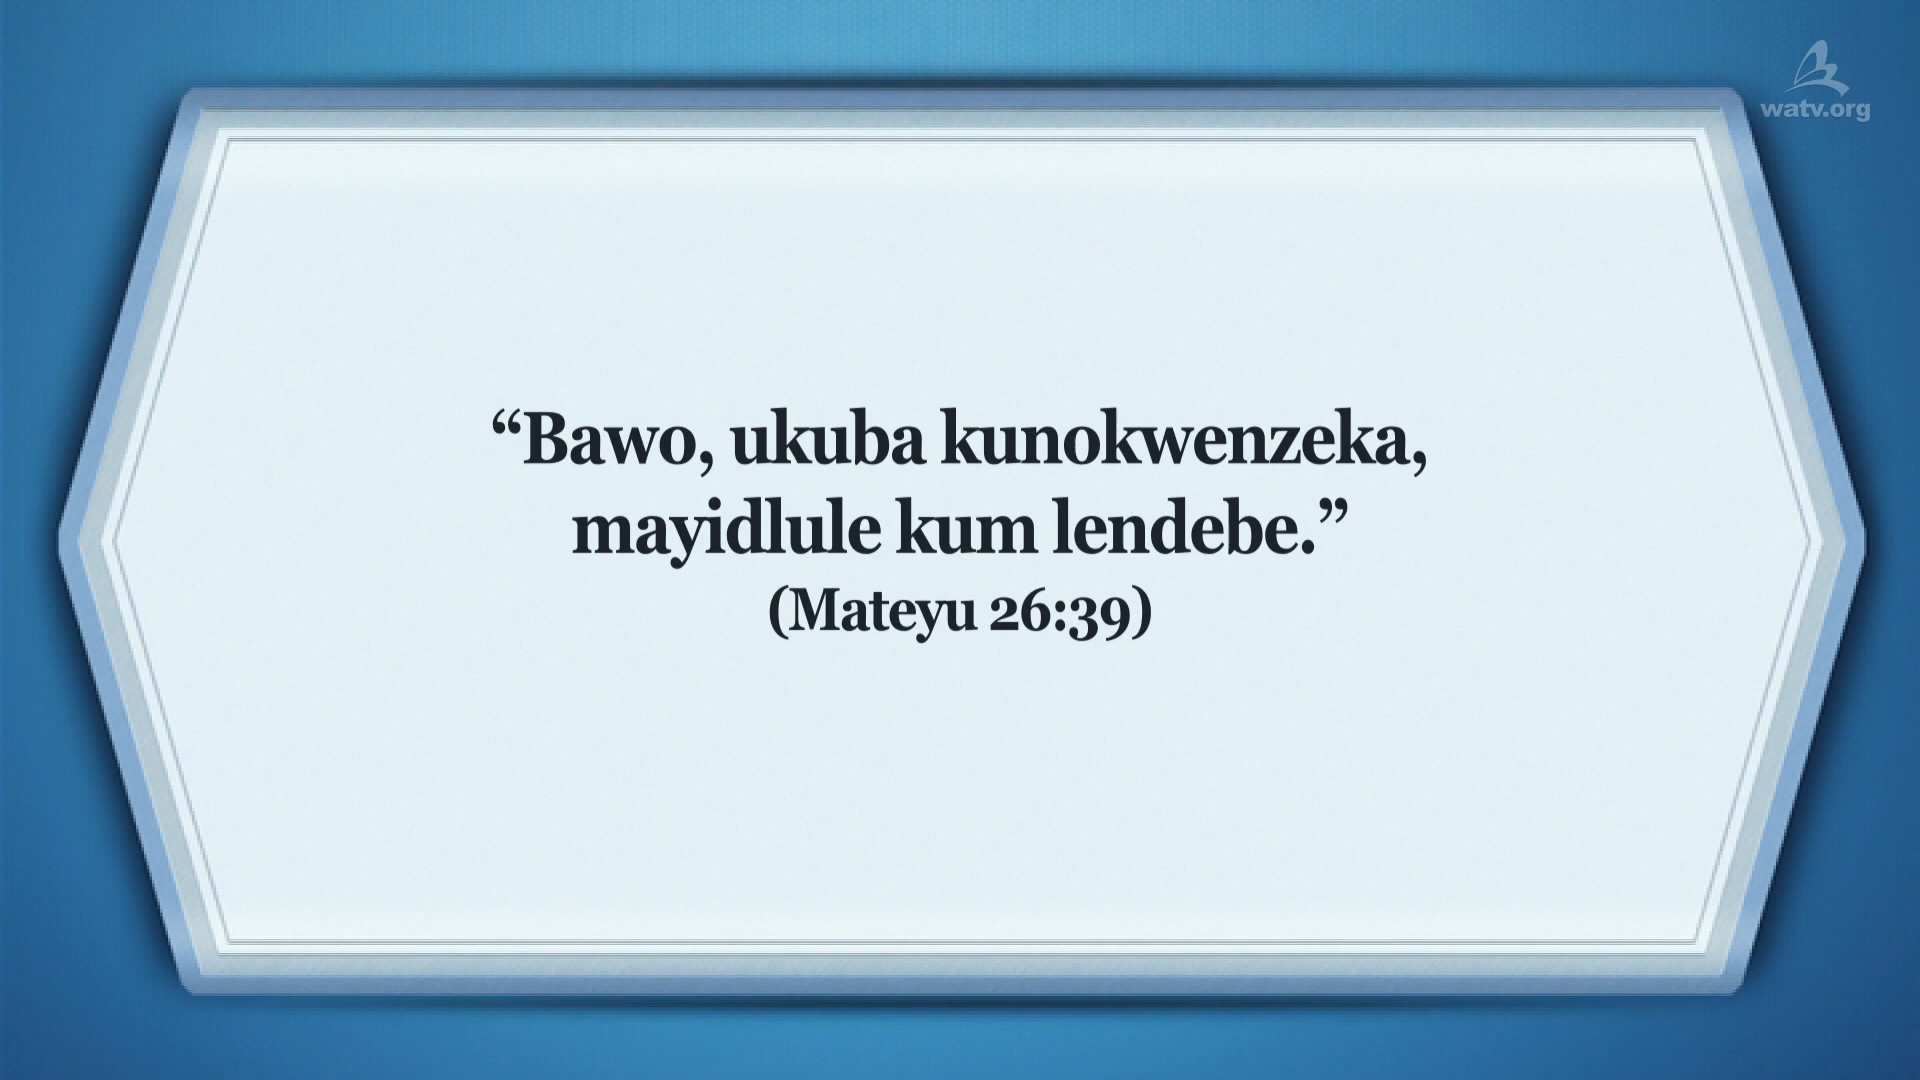 watv.org
“Bawo, ukuba kunokwenzeka,
mayidlule kum lendebe.”
(Mateyu 26:39)